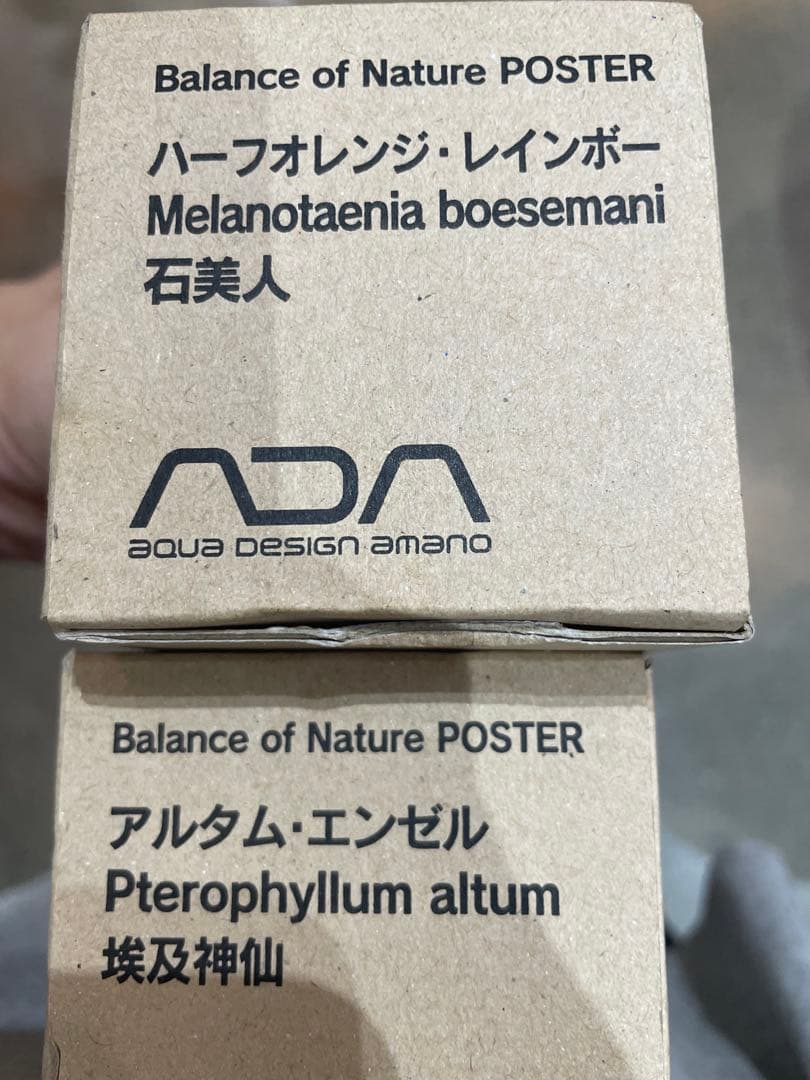 Balance of Nature POSTER
ハーフオレンジ・レインボー
Melanotaenia boesemani
石美人
ADA
aqua Design amano
Balance of Nature POSTER
アルタム・エンゼル
Pterophyllum altum
埃及神仙